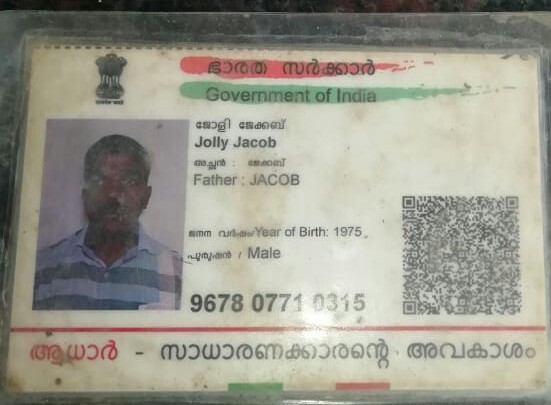 ഭാരത സർക്കാർ
Government of India
ജോളി ജേക്കബ്
Jolly Jacob
അച്ഛൻ : ജേക്കബ്
Father : JACOB
ജനന വർഷം/Year of Birth: 1975
പുരുഷൻ / Male
9678 0771 0315
ആധാർ - സാധാരണക്കാരന്റെ അവകാശം